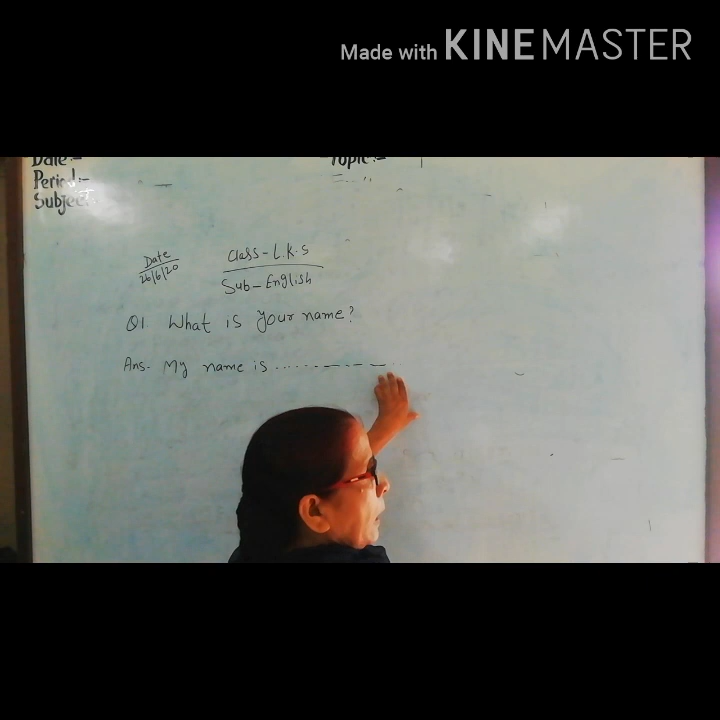 Made with KINEMASTER
Date:-
Topic:-
Period:-
Subject:-
Date
26/6/20
Class - L.K.S
Sub - English
Q1 What is your name?
Ans. My name is ........-----